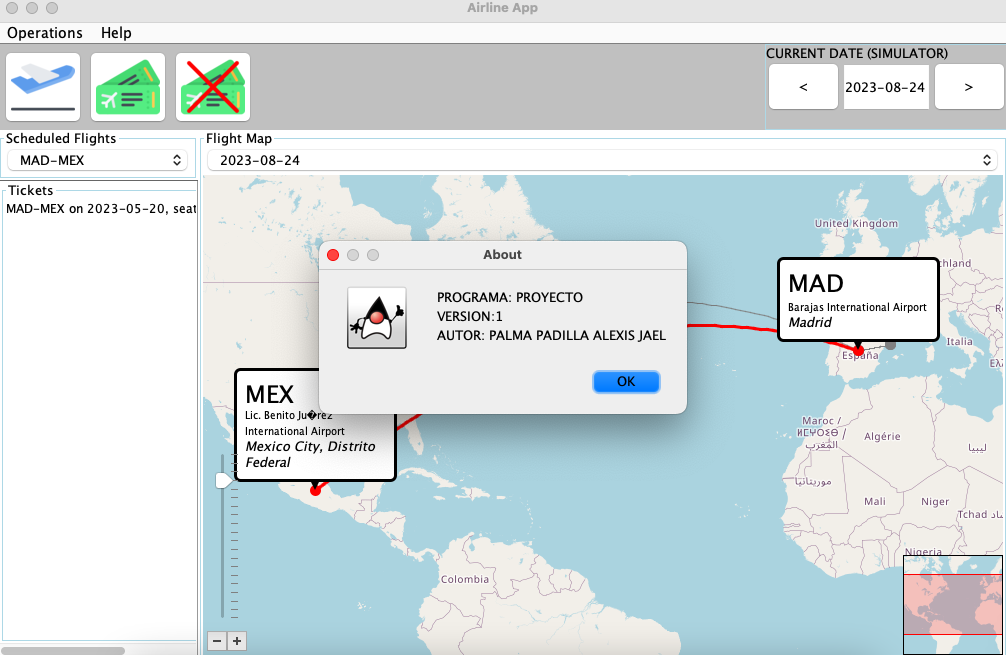 Airline App
Operations Help
CURRENT DATE (SIMULATOR)
< 2023-08-24 >
Scheduled Flights
MAD-MEX
Tickets
MAD-MEX on 2023-05-20, seat
Flight Map
2023-08-24
United Kingdom
chland
MAD
Barajas International Airport
Madrid
Italia
España
About
PROGRAMA: PROYECTO
VERSION:1
AUTOR: PALMA PADILLA ALEXIS JAEL
OK
MEX
Lic. Benito Ju�rez
International Airport
Mexico City, Distrito
Federal
Maroc /
ⵍⵎⵖⵔⵉⴱ /
المغرب
Algérie
ليبيا
موريتانيا
Mali
Niger
Tchad
Nigeria
Colombia
− +